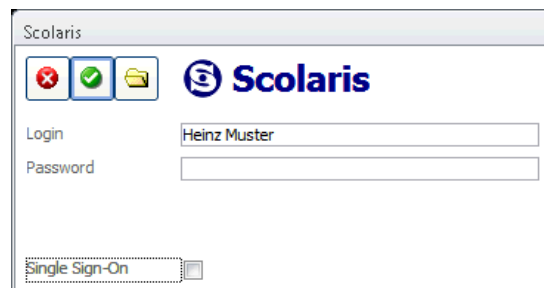 Scolaris
Scolaris
Login Heinz Muster
Password
Single Sign-On